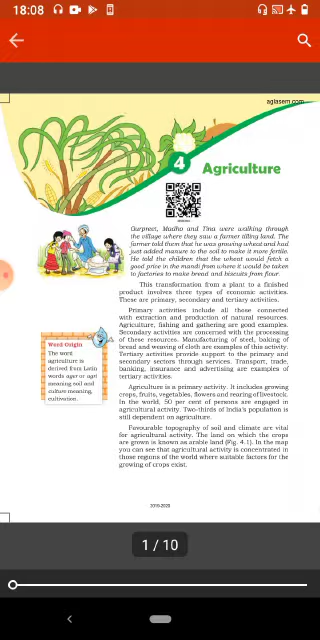 18:08
aglasem.com
4
Agriculture
Gurpreet, Madho and Tina were walking through
the village where they saw a farmer tilling land. The
farmer told them that he was growing wheat and had
just added manure to the soil to make it more fertile.
He told the children that the wheat would fetch a
good price in the mandi from where it would be taken
to factories to make bread and biscuits from flour.
This transformation from a plant to a finished
product involves three types of economic activities.
These are primary, secondary and tertiary activities.
Primary activities include all those connected
with extraction and production of natural resources.
Agriculture, fishing and gathering are good examples.
Secondary activities are concerned with the processing
of these resources. Manufacturing of steel, baking of
bread and weaving of cloth are examples of this activity.
Tertiary activities provide support to the primary and
secondary sectors through services. Transport, trade,
banking, insurance and advertising are examples of
tertiary activities.
Word Origin
The word
agriculture is
derived from Latin
words ager or agri
meaning soil and
culture meaning,
cultivation.
Agriculture is a primary activity. It includes growing
crops, fruits, vegetables, flowers and rearing of livestock.
In the world, 50 per cent of persons are engaged in
agricultural activity. Two-thirds of India's population is
still dependent on agriculture.
Favourable topography of soil and climate are vital
for agricultural activity. The land on which the crops
are grown is known as arable land (Fig. 4.1). In the map
you can see that agricultural activity is concentrated in
those regions of the world where suitable factors for the
growing of crops exist.
2019-2020
1 / 10